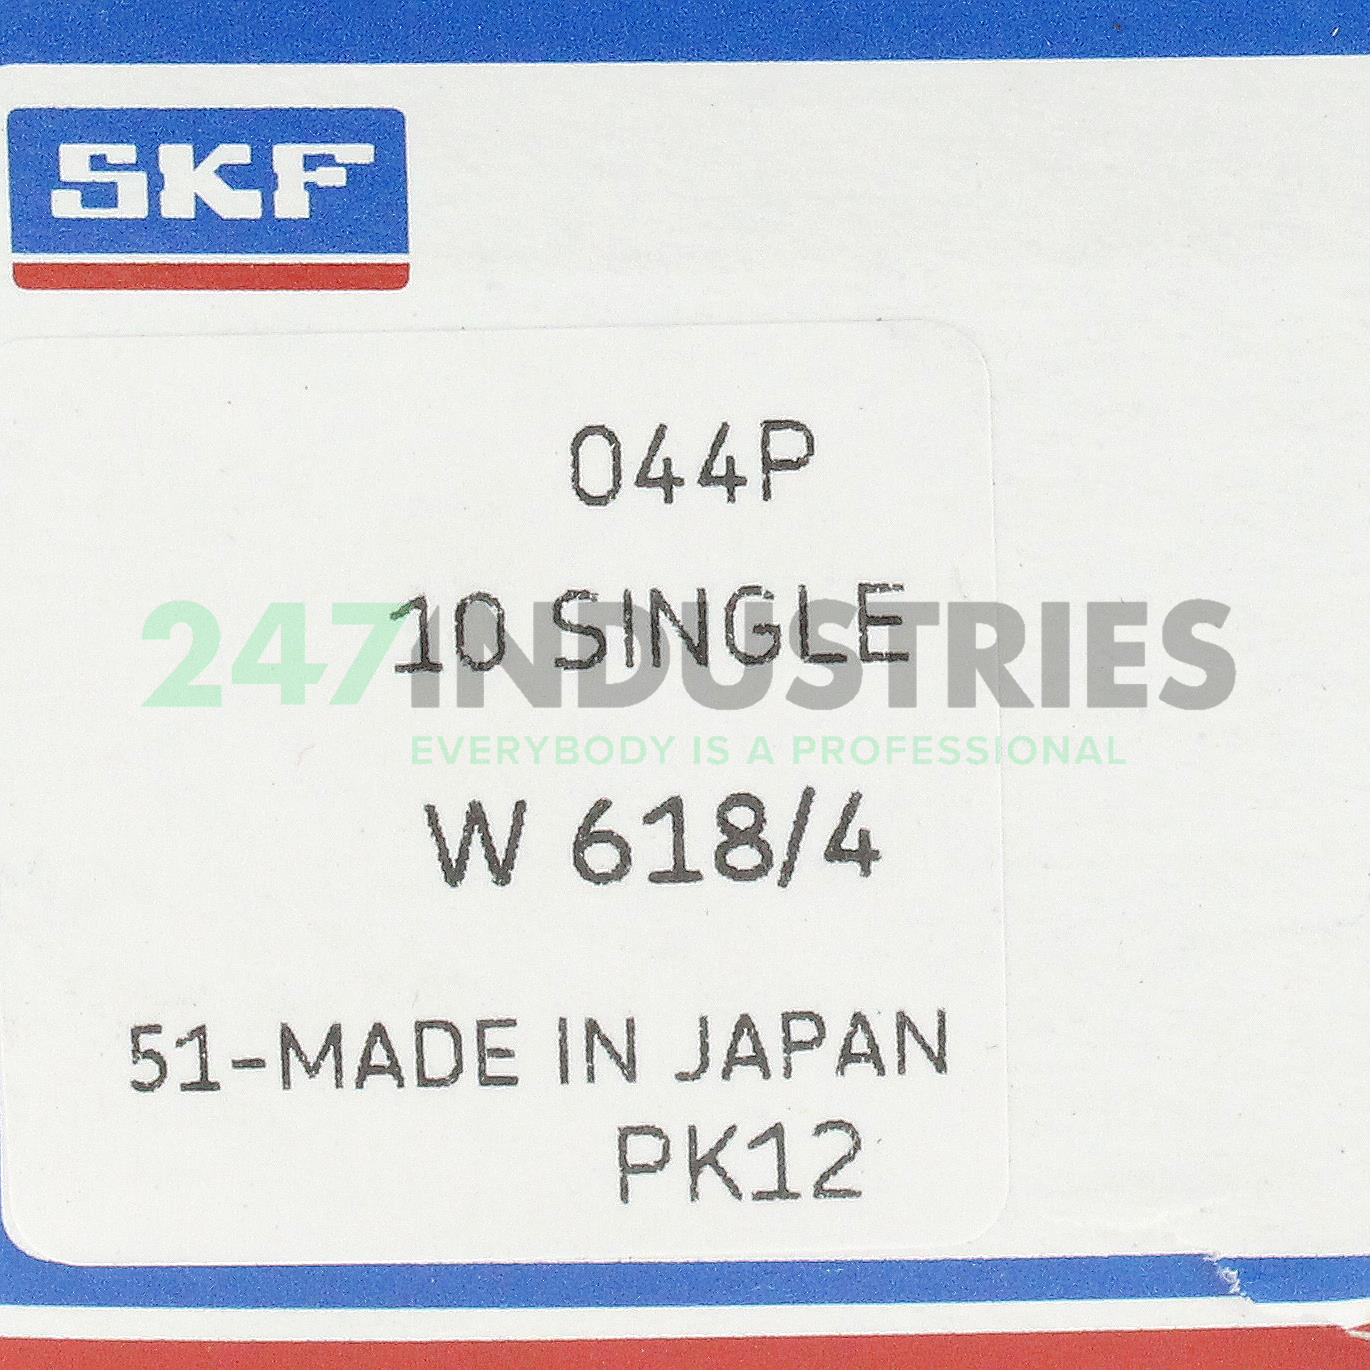 SKF
044P
10 SINGLE
247INDUSTRIES
EVERYBODY IS A PROFESSIONAL
W 618/4
51-MADE IN JAPAN
PK12